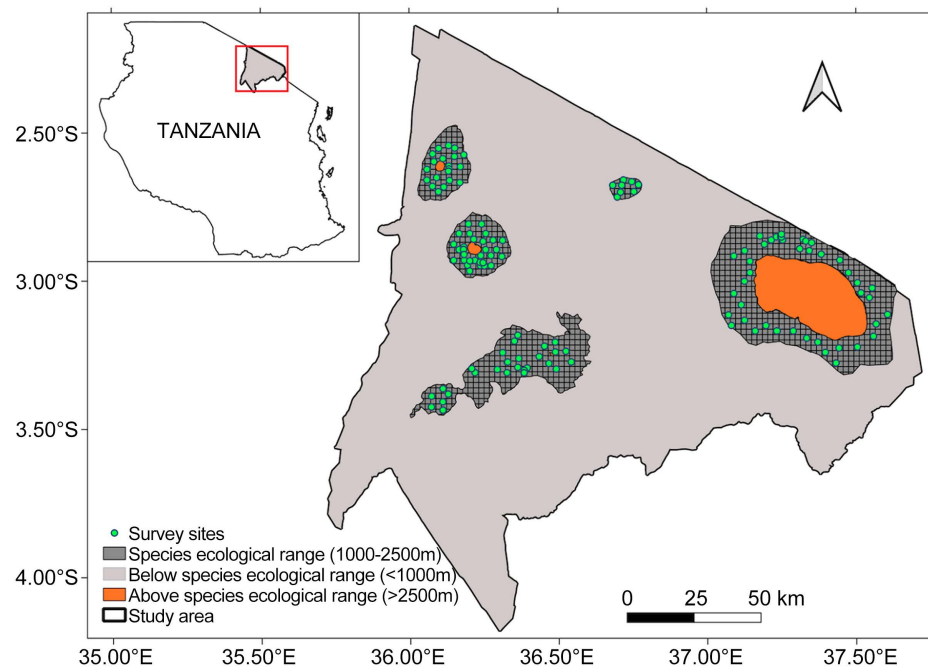 TANZANIA
2.50°S
3.00°S
3.50°S
4.00°S
Survey sites
Species ecological range (1000-2500m)
Below species ecological range (<1000m)
Above species ecological range (>2500m)
Study area
0 25 50 km
35.00°E 35.50°E 36.00°E 36.50°E 37.00°E 37.50°E